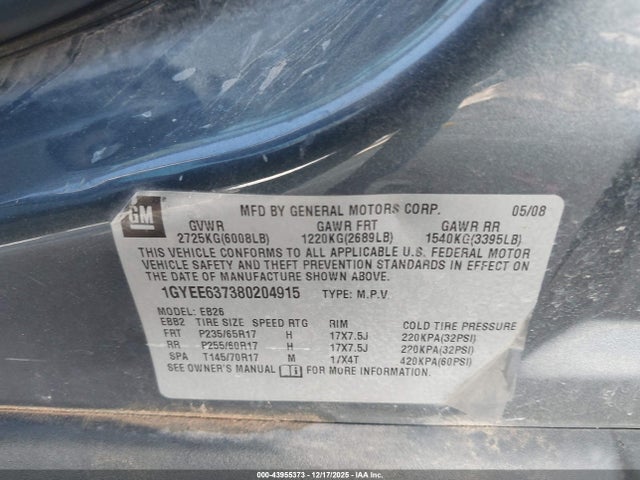 GM
MFD BY GENERAL MOTORS CORP. 05/08
GVWR GAWR FRT GAWR RR
2725KG(6008LB) 1220KG(2689LB) 1540KG(3395LB)
THIS VEHICLE CONFORMS TO ALL APPLICABLE U.S. FEDERAL MOTOR
VEHICLE SAFETY AND THEFT PREVENTION STANDARDS IN EFFECT ON
THE DATE OF MANUFACTURE SHOWN ABOVE.
1GYEE637380204915 TYPE: M.P.V.
MODEL: EB26
EBB2 TIRE SIZE SPEED RTG RIM COLD TIRE PRESSURE
FRT P235/65R17 H 17X7.5J 220KPA(32PSI)
RR P255/60R17 H 17X7.5J 220KPA(32PSI)
SPA T145/70R17 M 17X4T 420KPA(60PSI)
SEE OWNER'S MANUAL FOR MORE INFORMATION.
000-43955373 - 12/17/2025 - IAAI, Inc.